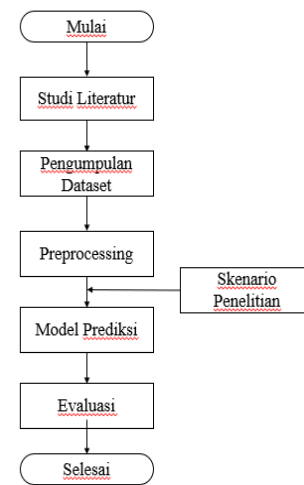 Mulai
Studi Literatur
Pengumpulan
Dataset
Preprocessing
Skenario
Penelitian
Model Prediksi
Evaluasi
Selesai